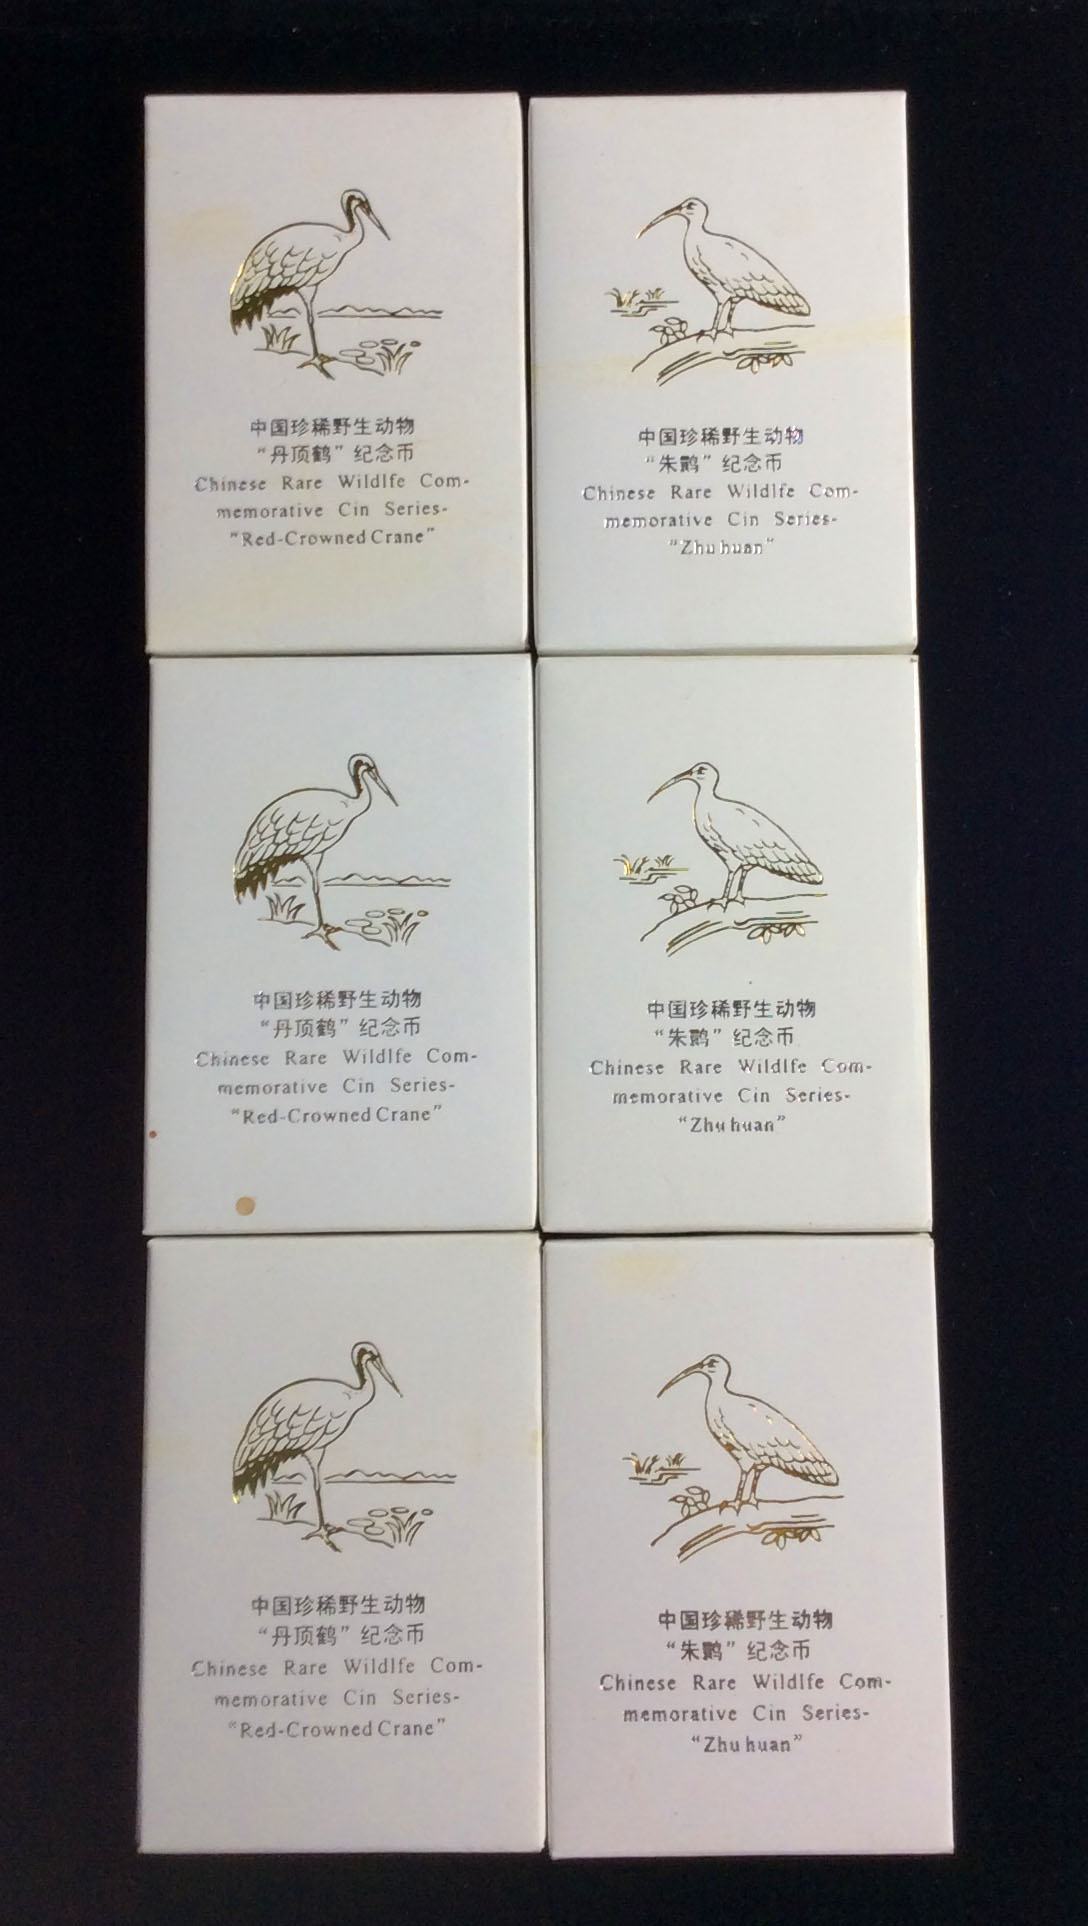 中国珍稀野生动物
“丹顶鹤”纪念币
Chinese Rare Wildlfe Com-
memorative Cin Series-
“Red-Crowned Crane”
中国珍稀野生动物
“朱鹮”纪念币
Chinese Rare Wildlfe Com-
memorative Cin Series-
“Zhu huan”
中国珍稀野生动物
“丹顶鹤”纪念币
Chinese Rare Wildlfe Com-
memorative Cin Series-
“Red-Crowned Crane”
中国珍稀野生动物
“朱鹮”纪念币
Chinese Rare Wildlfe Com-
memorative Cin Series-
“Zhu huan”
中国珍稀野生动物
“丹顶鹤”纪念币
Chinese Rare Wildlfe Com-
memorative Cin Series-
“Red-Crowned Crane”
中国珍稀野生动物
“朱鹮”纪念币
Chinese Rare Wildlfe Com-
memorative Cin Series-
“Zhu huan”